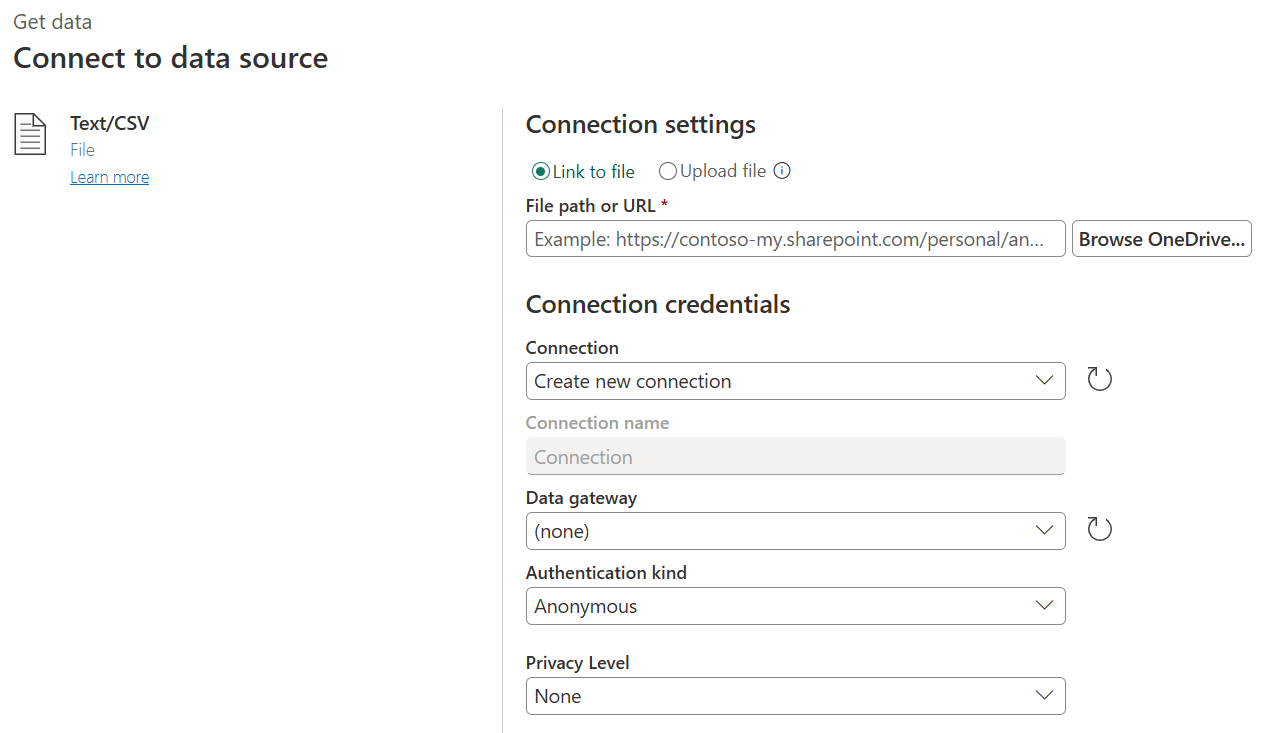 Get data
Connect to data source
Text/CSV
File
Learn more
Connection settings
Link to file Upload file
File path or URL *
Example: https://contoso-my.sharepoint.com/personal/an... Browse OneDrive...
Connection credentials
Connection
Create new connection
Connection name
Connection
Data gateway
(none)
Authentication kind
Anonymous
Privacy Level
None